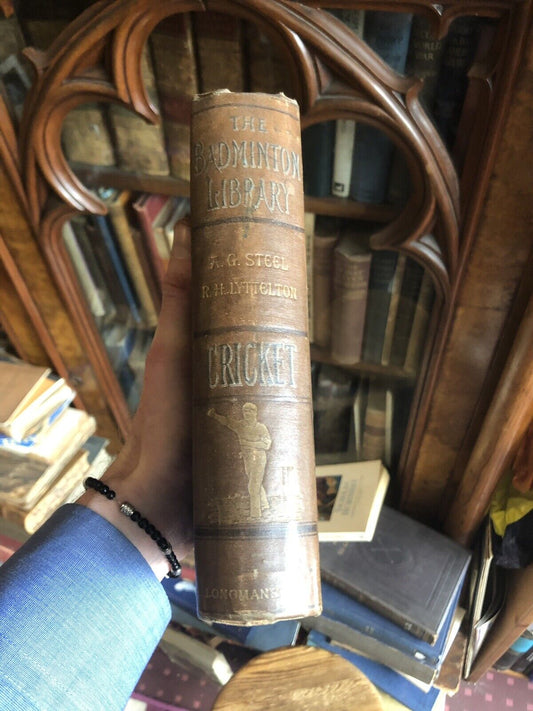 THE
BADMINTON
LIBRARY
A. G. STEEL
R. H. LYTTELTON
CRICKET
LONGMANS